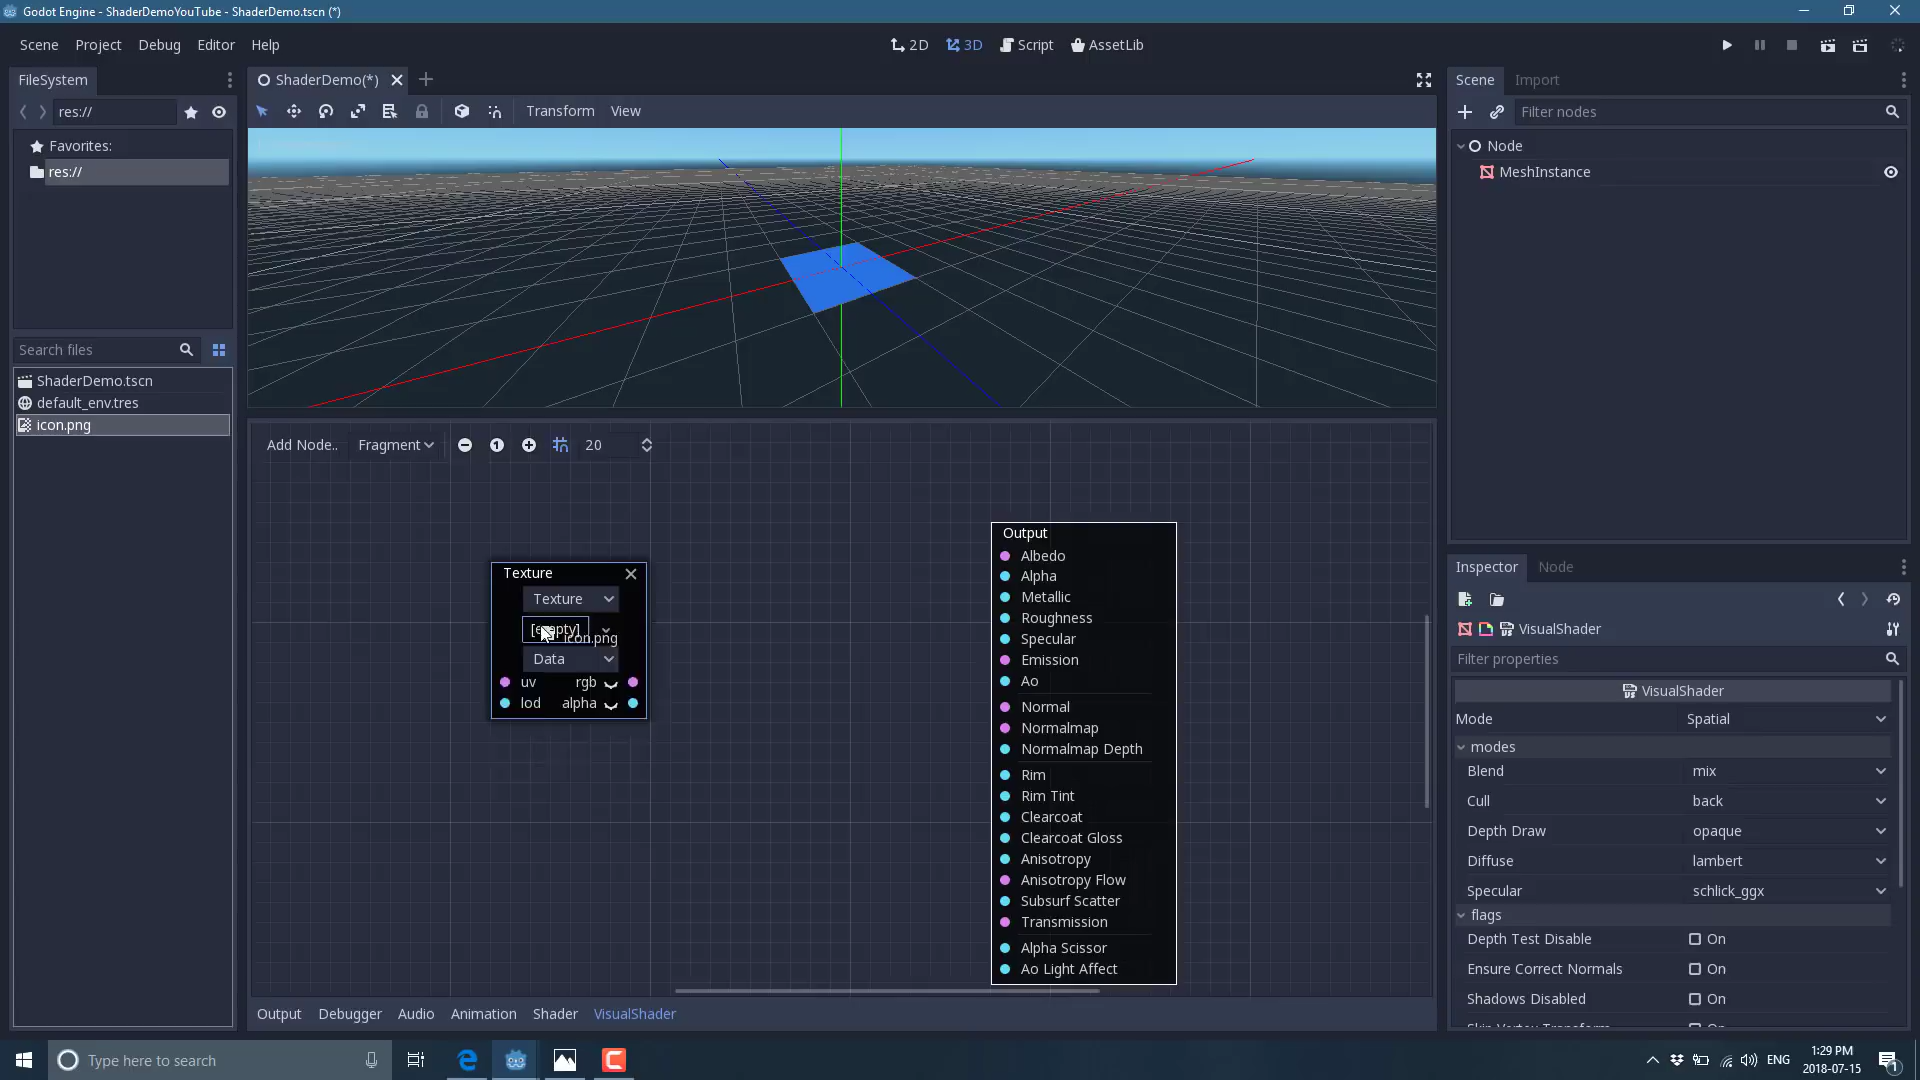 Godot Engine - ShaderDemoYouTube - ShaderDemo.tscn (*)
Scene Project Debug Editor Help
2D 3D Script AssetLib
FileSystem
res://
Favorites:
res://
Search files
ShaderDemo.tscn
default_env.tres
icon.png
ShaderDemo(*)
Transform View
Add Node.. Fragment 20
Texture
Texture
[empty]
icon.png
Data
uv rgb
lod alpha
Output
Albedo
Alpha
Metallic
Roughness
Specular
Emission
Ao
Normal
Normalmap
Normalmap Depth
Rim
Rim Tint
Clearcoat
Clearcoat Gloss
Anisotropy
Anisotropy Flow
Subsurf Scatter
Transmission
Alpha Scissor
Ao Light Affect
Output Debugger Audio Animation Shader VisualShader
Scene Import
Filter nodes
Node
MeshInstance
Inspector Node
VisualShader
Filter properties
VisualShader
Mode Spatial
modes
Blend mix
Cull back
Depth Draw opaque
Diffuse lambert
Specular schlick_ggx
flags
Depth Test Disable On
Ensure Correct Normals On
Shadows Disabled On
Skip Vertex Transform On
Type here to search
ENG
1:29 PM
2018-07-15
1